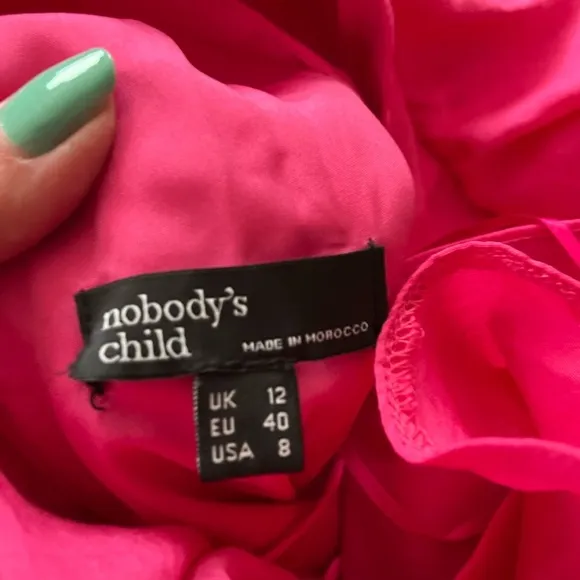 nobody's
child
MADE IN MOROCCO
UK 12
EU 40
USA 8